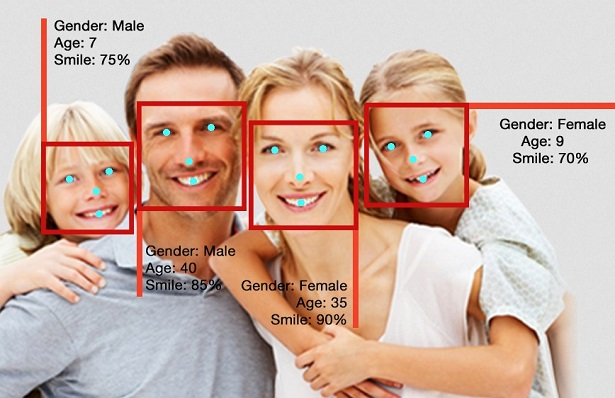 Gender: Male
Age: 7
Smile: 75%
Gender: Female
Age: 9
Smile: 70%
Gender: Male
Age: 40
Smile: 85%
Gender: Female
Age: 35
Smile: 90%